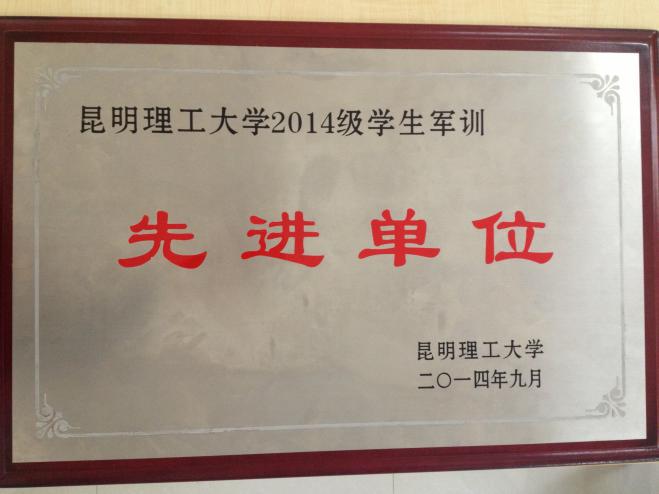 昆明理工大学2014级学生军训
先进单位
昆明理工大学
二〇一四年九月